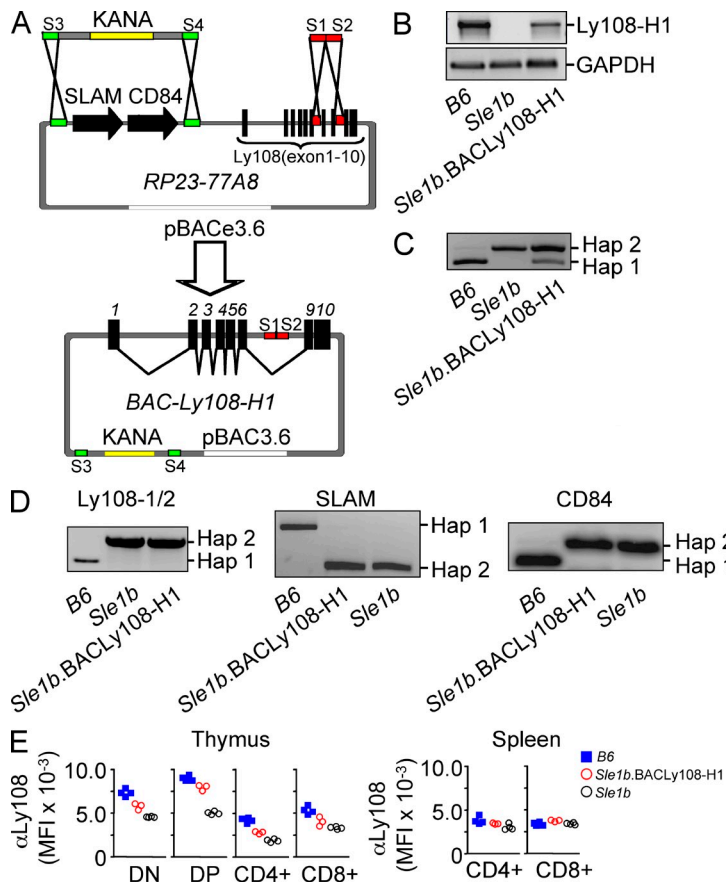 A
S3 KANA S4 S1 S2
SLAM CD84
Ly108(exon1-10)
RP23-77A8
pBACe3.6
1 2 3 456 S1 S2 910
BAC-Ly108-H1
KANA pBAC3.6
S3 S4
B
Ly108-H1
GAPDH
B6
Sle1b
Sle1b.BACLy108-H1
C
Hap 2
Hap 1
B6
Sle1b
Sle1b.BACLy108-H1
D
Ly108-1/2 SLAM CD84
Hap 2
Hap 1
B6
Sle1b
Sle1b.BACLy108-H1
Hap 1
Hap 2
B6
Sle1b.BACLy108-H1
Sle1b
Hap 2
Hap 1
B6
Sle1b.BACLy108-H1
Sle1b
E
Thymus
αLy108
(MFI x 10-3)
10.0
5.0
0
DN DP CD4+ CD8+
Spleen
αLy108
(MFI x 10-3)
10.0
5.0
0
CD4+ CD8+
B6
Sle1b.BACLy108-H1
Sle1b